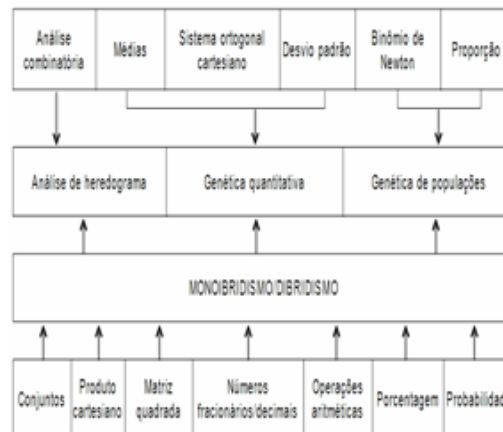 Análise combinatória
Médias
Sistema ortogonal cartesiano
Desvio padrão
Binômio de Newton
Proporção
Análise de heredograma
Genética quantitativa
Genética de populações
MONOIBRIDISMO/DIBRIDISMO
Conjuntos
Produto cartesiano
Matriz quadrada
Números fracionários/decimais
Operações aritméticas
Porcentagem
Probabilidad